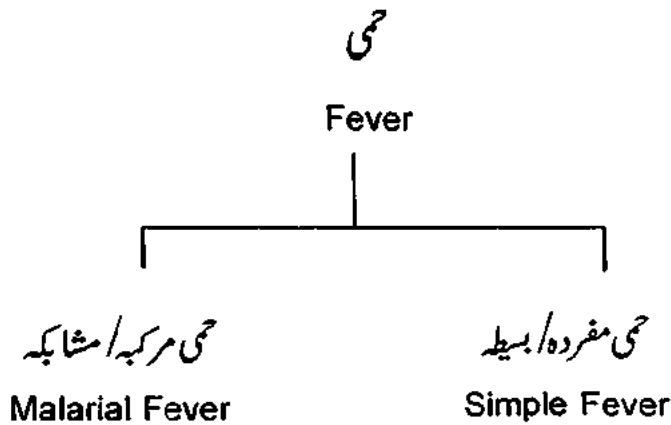 حمی
Fever
حمی مفردہ/بسیطہ
Simple Fever
حمی مرکبہ/مشابکہ
Malarial Fever